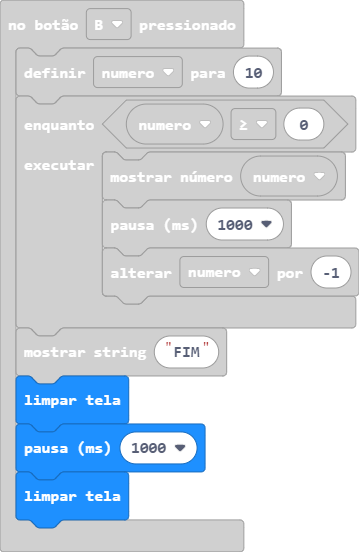 no botão B pressionado
definir numero para 10
enquanto numero ≥ 0
executar
mostrar número numero
pausa (ms) 1000
alterar numero por -1
mostrar string "FIM"
limpar tela
pausa (ms) 1000
limpar tela